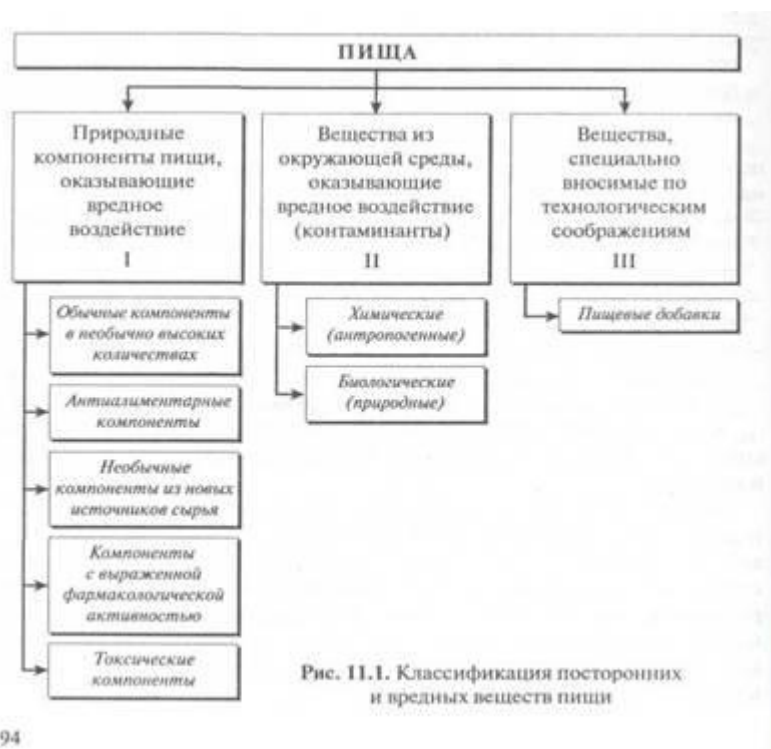 ПИЩА
Природные
компоненты пищи,
оказывающие
вредное
воздействие
I
Вещества из
окружающей среды,
оказывающие
вредное воздействие
(контаминанты)
II
Вещества,
специально
вносимые по
технологическим
соображениям
III
Обычные компоненты
в необычно высоких
количествах
Антиалиментарные
компоненты
Необычные
компоненты из новых
источников сырья
Компоненты
с выраженной
фармакологической
активностью
Токсические
компоненты
Химические
(антропогенные)
Биологические
(природные)
Пищевые добавки
Рис. 11.1. Классификация посторонних
и вредных веществ пищи
94